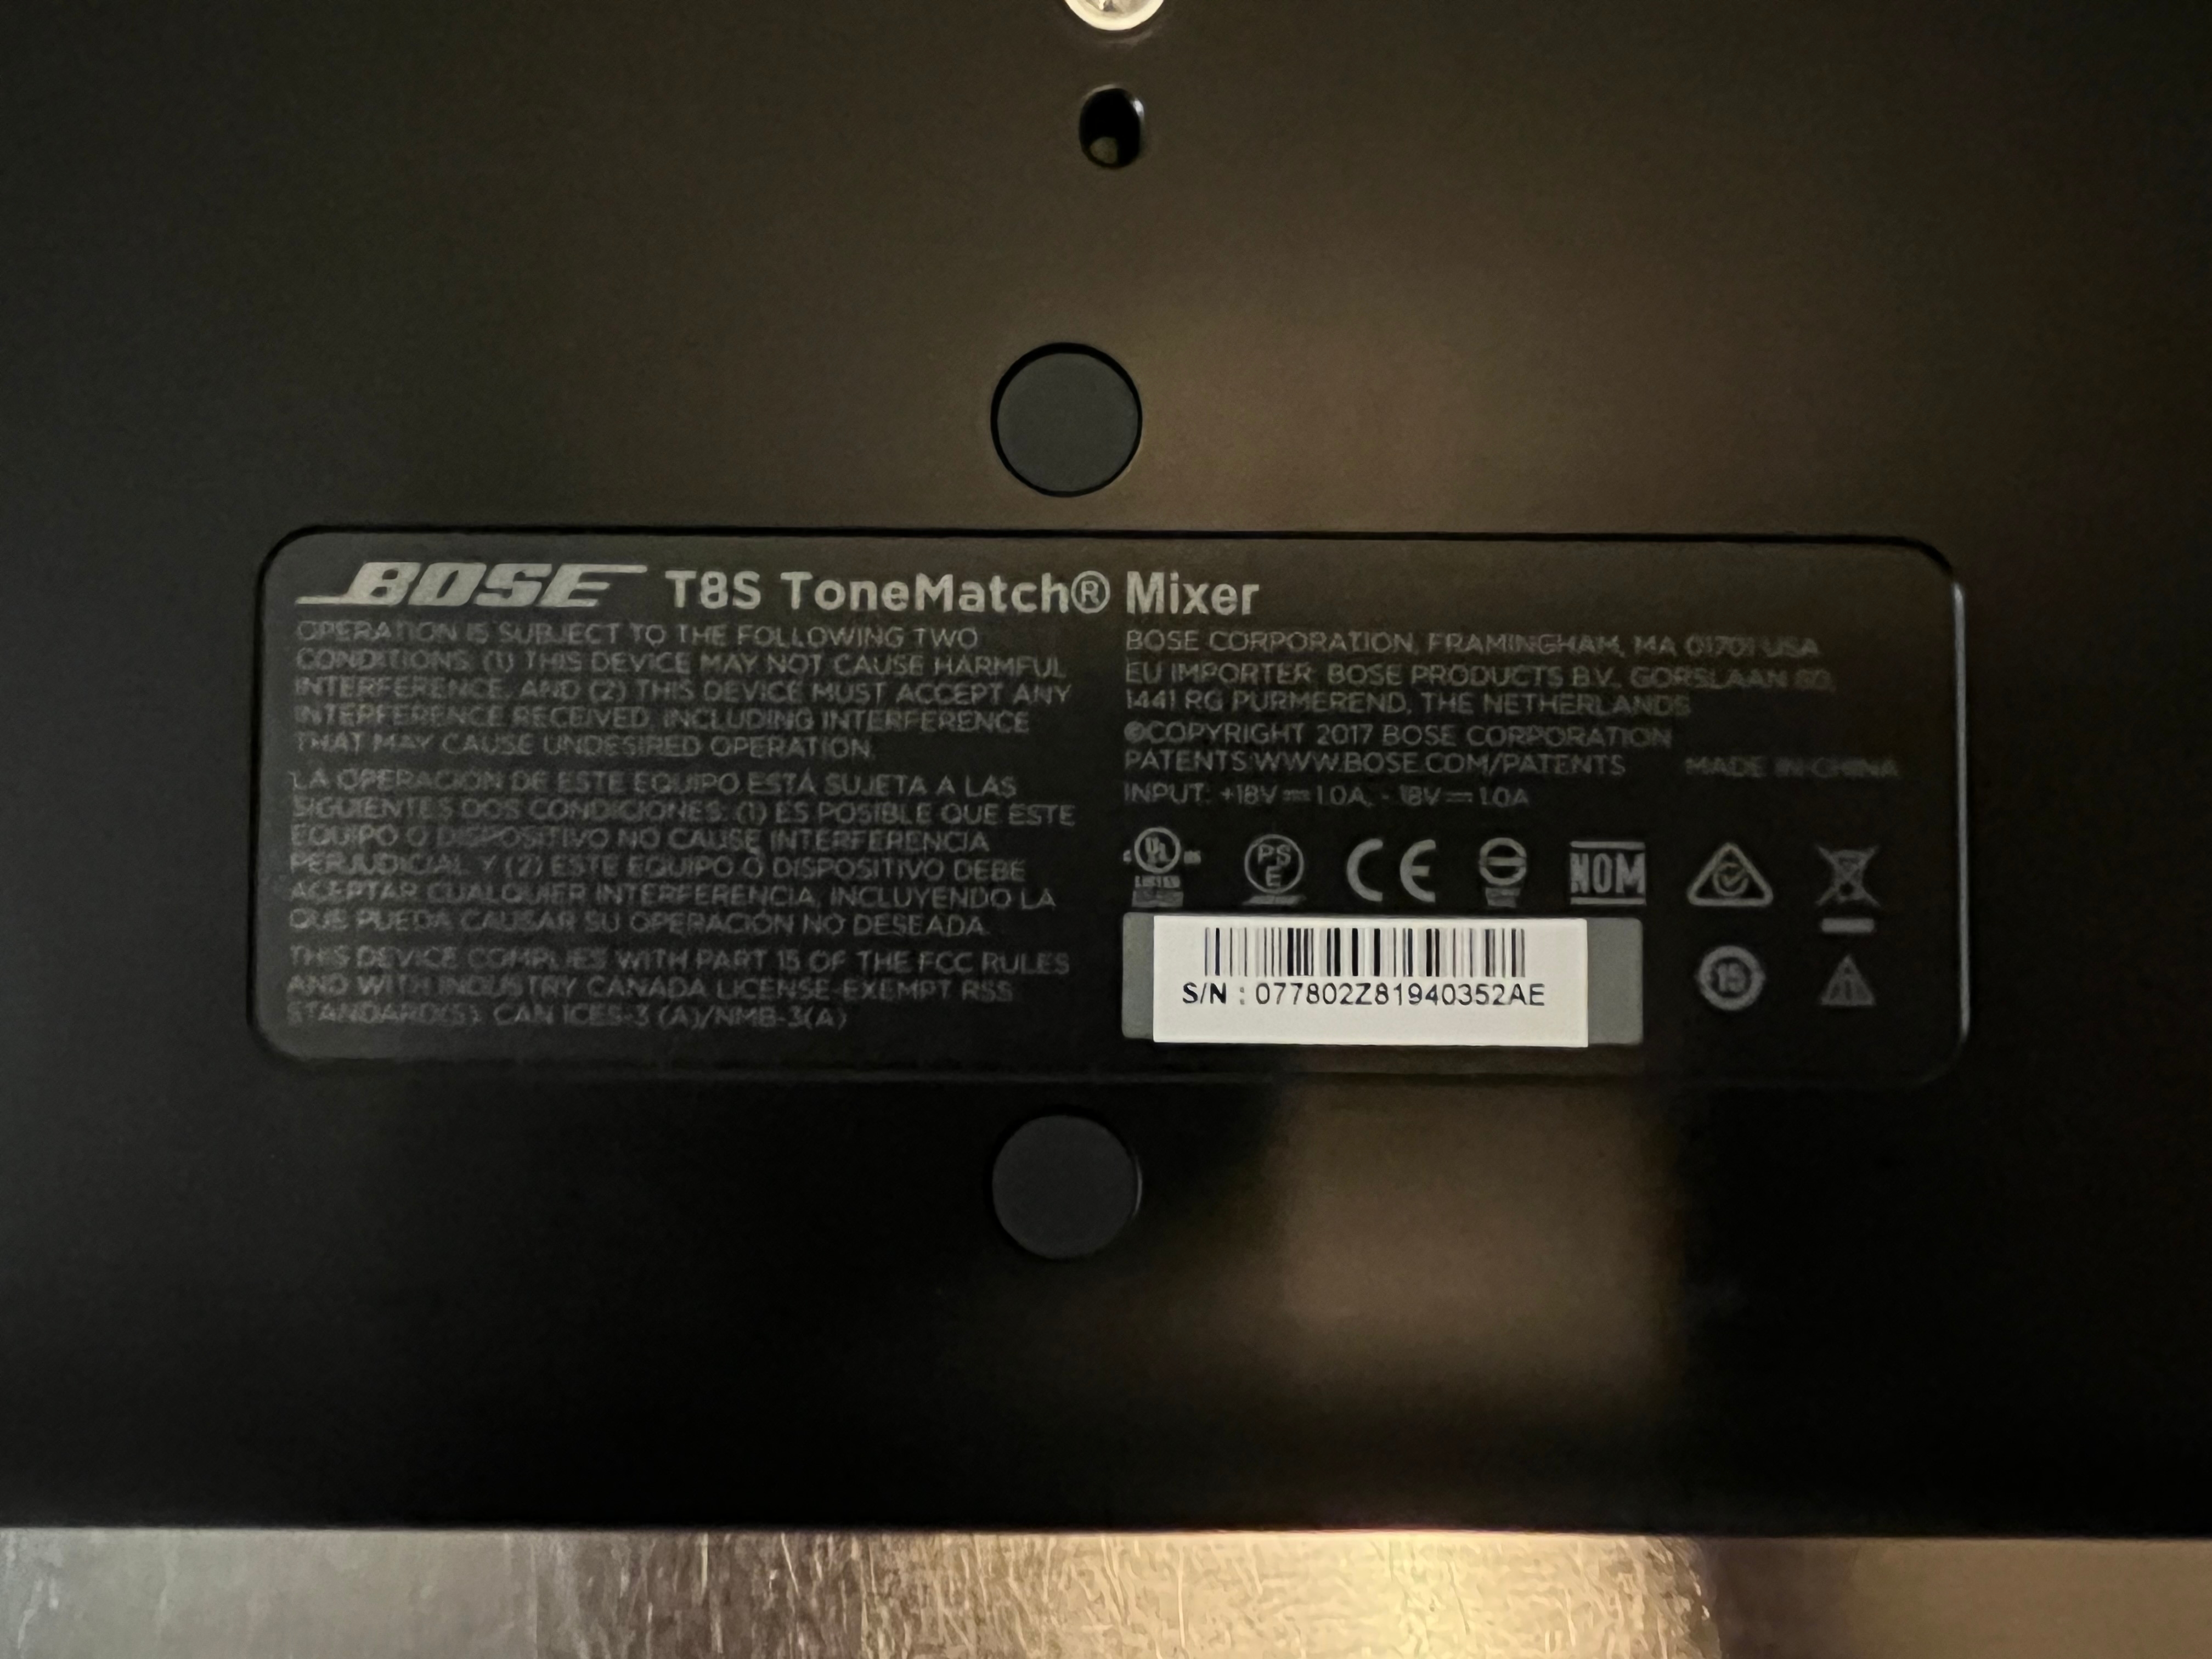 BOSE T8S ToneMatch® Mixer
OPERATION IS SUBJECT TO THE FOLLOWING TWO
CONDITIONS: (1) THIS DEVICE MAY NOT CAUSE HARMFUL
INTERFERENCE, AND (2) THIS DEVICE MUST ACCEPT ANY
INTERFERENCE RECEIVED, INCLUDING INTERFERENCE
THAT MAY CAUSE UNDESIRED OPERATION.
LA OPERACIÓN DE ESTE EQUIPO ESTÁ SUJETA A LAS
SIGUIENTES DOS CONDICIONES: (1) ES POSIBLE QUE ESTE
EQUIPO O DISPOSITIVO NO CAUSE INTERFERENCIA
PERJUDICIAL Y (2) ESTE EQUIPO O DISPOSITIVO DEBE
ACEPTAR CUALQUIER INTERFERENCIA, INCLUYENDO LA
QUE PUEDA CAUSAR SU OPERACIÓN NO DESEADA.
THIS DEVICE COMPLIES WITH PART 15 OF THE FCC RULES
AND WITH INDUSTRY CANADA LICENSE-EXEMPT RSS
STANDARD(S). CAN ICES-3 (A)/NMB-3(A)
BOSE CORPORATION, FRAMINGHAM, MA 01701 USA
EU IMPORTER: BOSE PRODUCTS B.V., GORSLAAN 60,
1441 RG PURMEREND, THE NETHERLANDS
©COPYRIGHT 2017 BOSE CORPORATION
PATENTS:WWW.BOSE.COM/PATENTS MADE IN CHINA
INPUT: +18V⎓1.0A, -18V⎓1.0A
C UL US PS E CE NOM
LISTED
S/N : 077802Z81940352AE
15